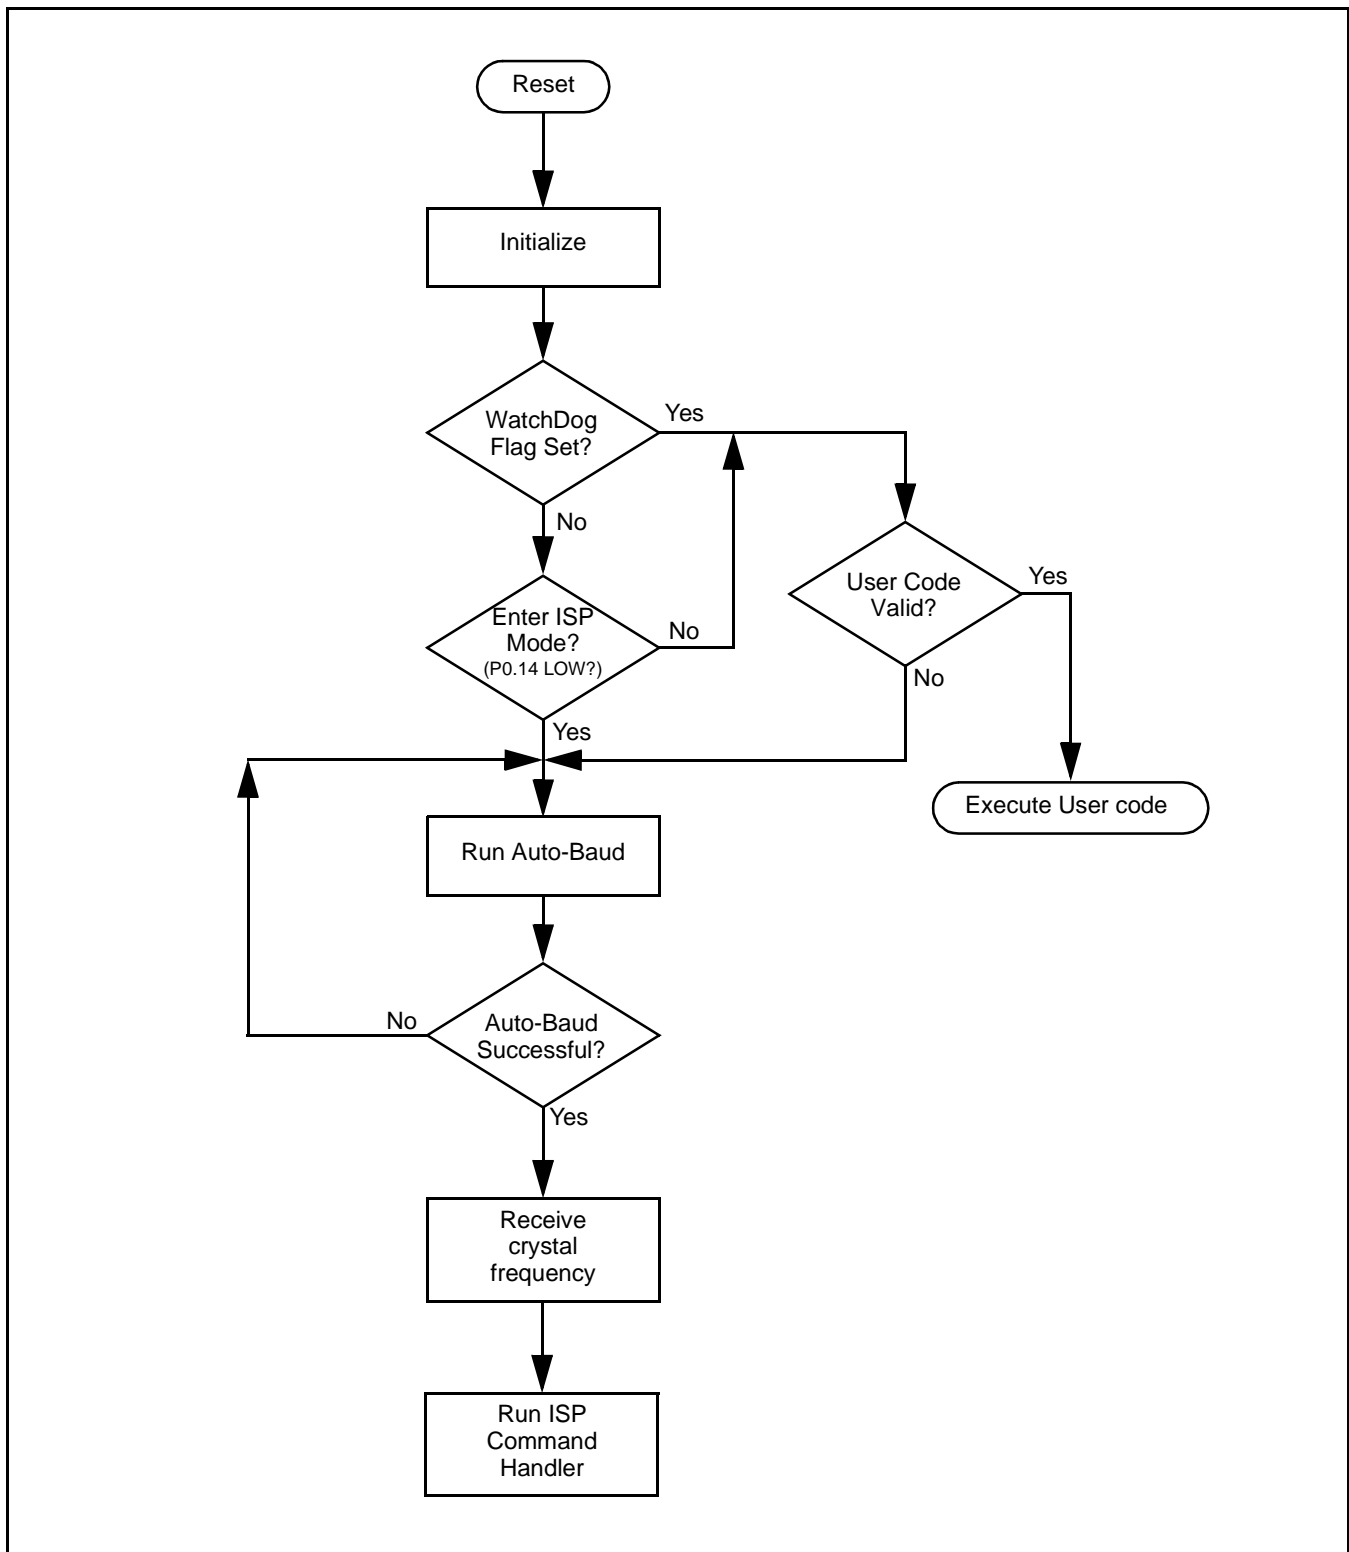 Reset
Initialize
WatchDog
Flag Set?
Yes
No
Enter ISP
Mode?
(P0.14 LOW?)
No
Yes
User Code
Valid?
Yes
No
Execute User code
Run Auto-Baud
Auto-Baud
Successful?
No
Yes
Receive
crystal
frequency
Run ISP
Command
Handler